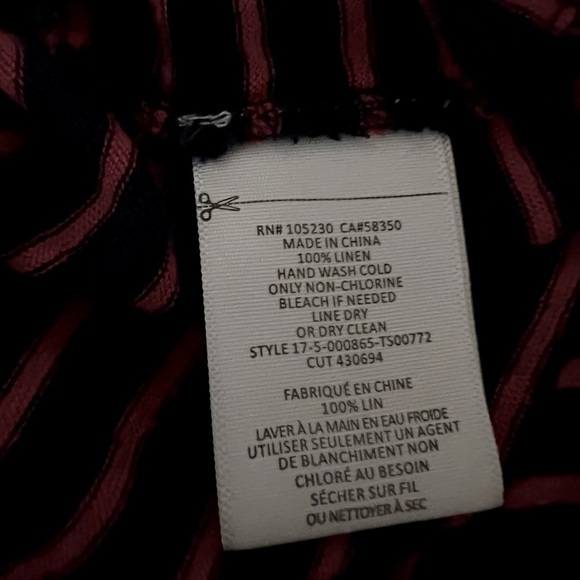 RN# 105230 CA#58350
MADE IN CHINA
100% LINEN
HAND WASH COLD
ONLY NON-CHLORINE
BLEACH IF NEEDED
LINE DRY
OR DRY CLEAN
STYLE 17-5-000865-TS00772
CUT 430694
FABRIQUÉ EN CHINE
100% LIN
LAVER À LA MAIN EN EAU FROIDE
UTILISER SEULEMENT UN AGENT
DE BLANCHIMENT NON
CHLORÉ AU BESOIN
SÉCHER SUR FIL
OU NETTOYER À SEC